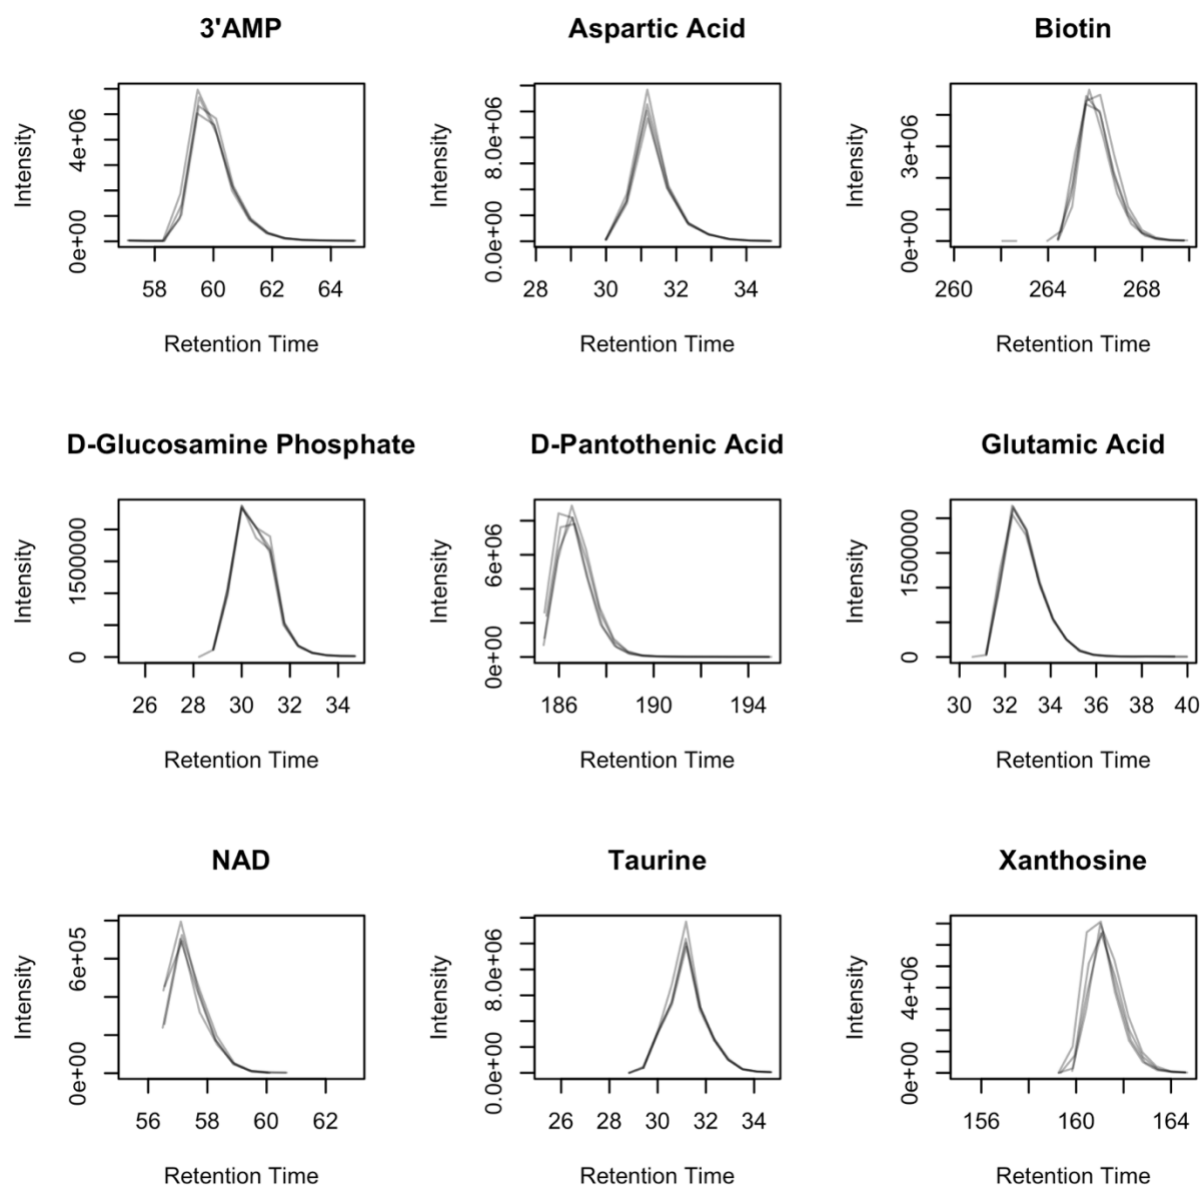 3'AMP
Intensity
0e+00 4e+06
58 60 62 64
Retention Time
Aspartic Acid
Intensity
0.0e+00 8.0e+06
28 30 32 34
Retention Time
Biotin
Intensity
0e+00 3e+06
260 264 268
Retention Time
D-Glucosamine Phosphate
Intensity
0 1500000
26 28 30 32 34
Retention Time
D-Pantothenic Acid
Intensity
0e+00 6e+06
186 190 194
Retention Time
Glutamic Acid
Intensity
0 1500000
30 32 34 36 38 40
Retention Time
NAD
Intensity
0e+00 6e+05
56 58 60 62
Retention Time
Taurine
Intensity
0.0e+00 8.0e+06
26 28 30 32 34
Retention Time
Xanthosine
Intensity
0e+00 4e+06
156 160 164
Retention Time